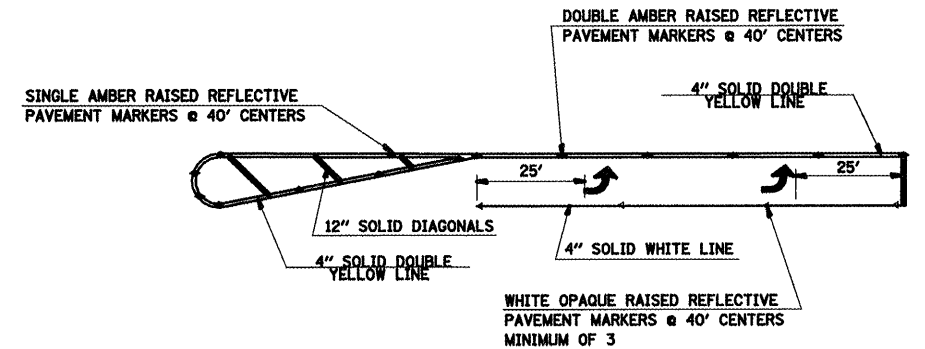 DOUBLE AMBER RAISED REFLECTIVE
PAVEMENT MARKERS @ 40' CENTERS
4" SOLID DOUBLE
YELLOW LINE
SINGLE AMBER RAISED REFLECTIVE
PAVEMENT MARKERS @ 40' CENTERS
25'
25'
12" SOLID DIAGONALS
4" SOLID WHITE LINE
4" SOLID DOUBLE
YELLOW LINE
WHITE OPAQUE RAISED REFLECTIVE
PAVEMENT MARKERS @ 40' CENTERS
MINIMUM OF 3